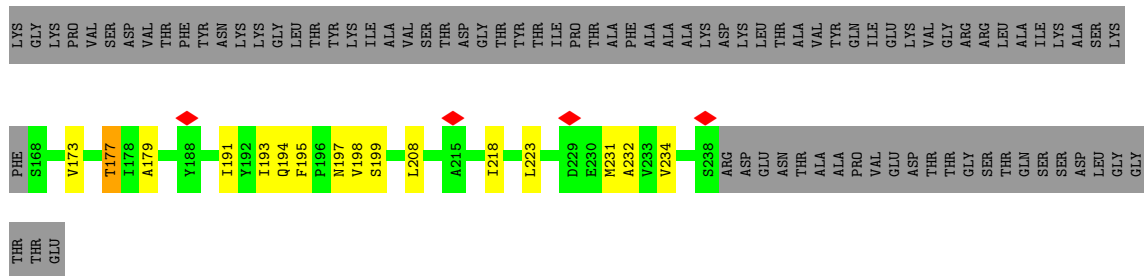 LYS GLY LYS PRO VAL SER ASP VAL THR PHE TYR ASN LYS LYS GLY LEU THR TYR LYS ILE ALA VAL SER THR ASP GLY THR TYR THR ILE PRO THR ALA PHE ALA ALA ALA LYS ASP LYS LEU THR ALA VAL TYR GLN ILE GLU LYS VAL GLY ARG ARG LEU ALA ILE LYS ALA SER LYS
PHE S168 V173 T177 I178 A179 Y188 I191 Y192 I193 Q194 F195 P196 N197 V198 S199 L208 A215 I218 L223 D229 E230 M231 A232 V233 V234 S238 ARG ASP GLU ASN THR ALA ALA PRO VAL GLU ASP THR THR GLY SER THR GLN SER SER ASP LEU GLY GLY
THR THR GLU